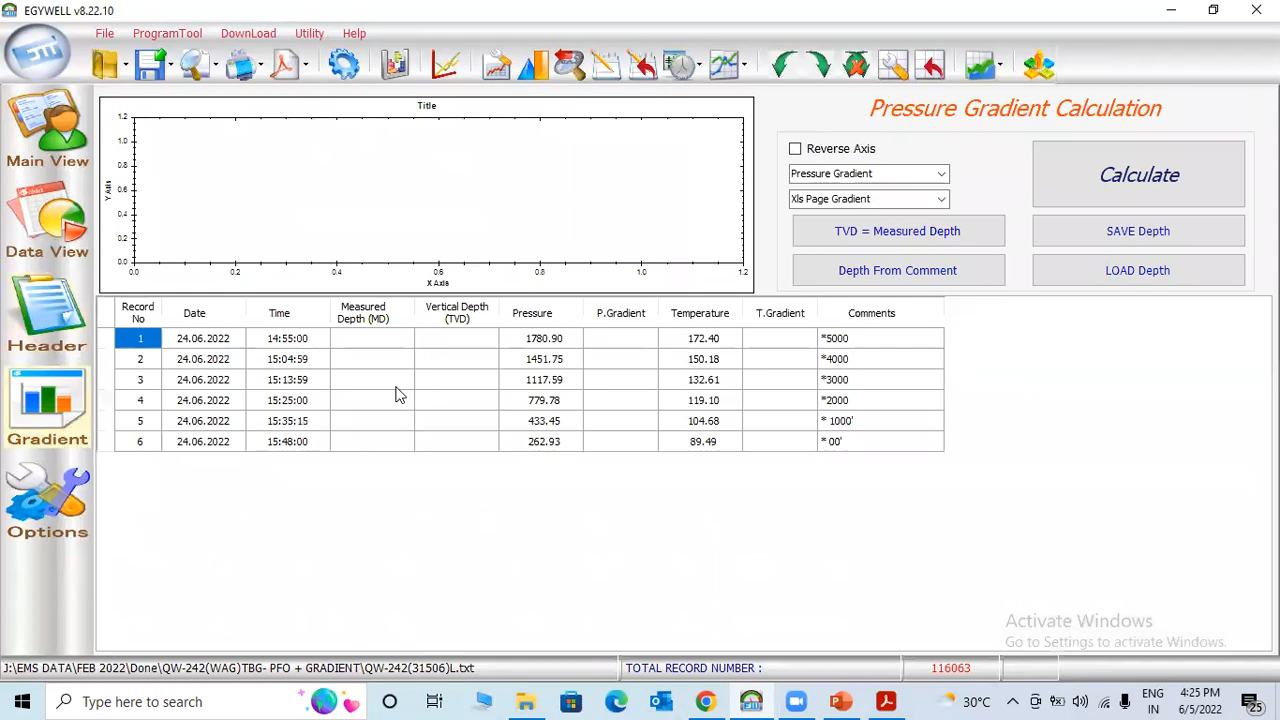 EGYWELL v8.22.10
File ProgramTool DownLoad Utility Help
Main View
Data View
Header
Gradient
Options
Title
Y Axis
1.2
1.0
0.8
0.6
0.4
0.2
0.0
0.0 0.2 0.4 0.6 0.8 1.0 1.2
X Axis
Pressure Gradient Calculation
Reverse Axis
Pressure Gradient
Xls Page Gradient
Calculate
TVD = Measured Depth
SAVE Depth
Depth From Comment
LOAD Depth
Record No Date Time Measured Depth (MD) Vertical Depth (TVD) Pressure P.Gradient Temperature T.Gradient Comments
1 24.06.2022 14:55:00 1780.90 172.40 *5000
2 24.06.2022 15:04:59 1451.75 150.18 *4000
3 24.06.2022 15:13:59 1117.59 132.61 *3000
4 24.06.2022 15:25:00 779.78 119.10 *2000
5 24.06.2022 15:35:15 433.45 104.68 * 1000'
6 24.06.2022 15:48:00 262.93 89.49 * 00'
Activate Windows
Go to Settings to activate Windows.
J:\EMS DATA\FEB 2022\Done\QW-242(WAG)TBG- PFO + GRADIENT\QW-242(31506)L.txt TOTAL RECORD NUMBER : 116063
Type here to search
30°C
ENG
IN
4:25 PM
6/5/2022
25